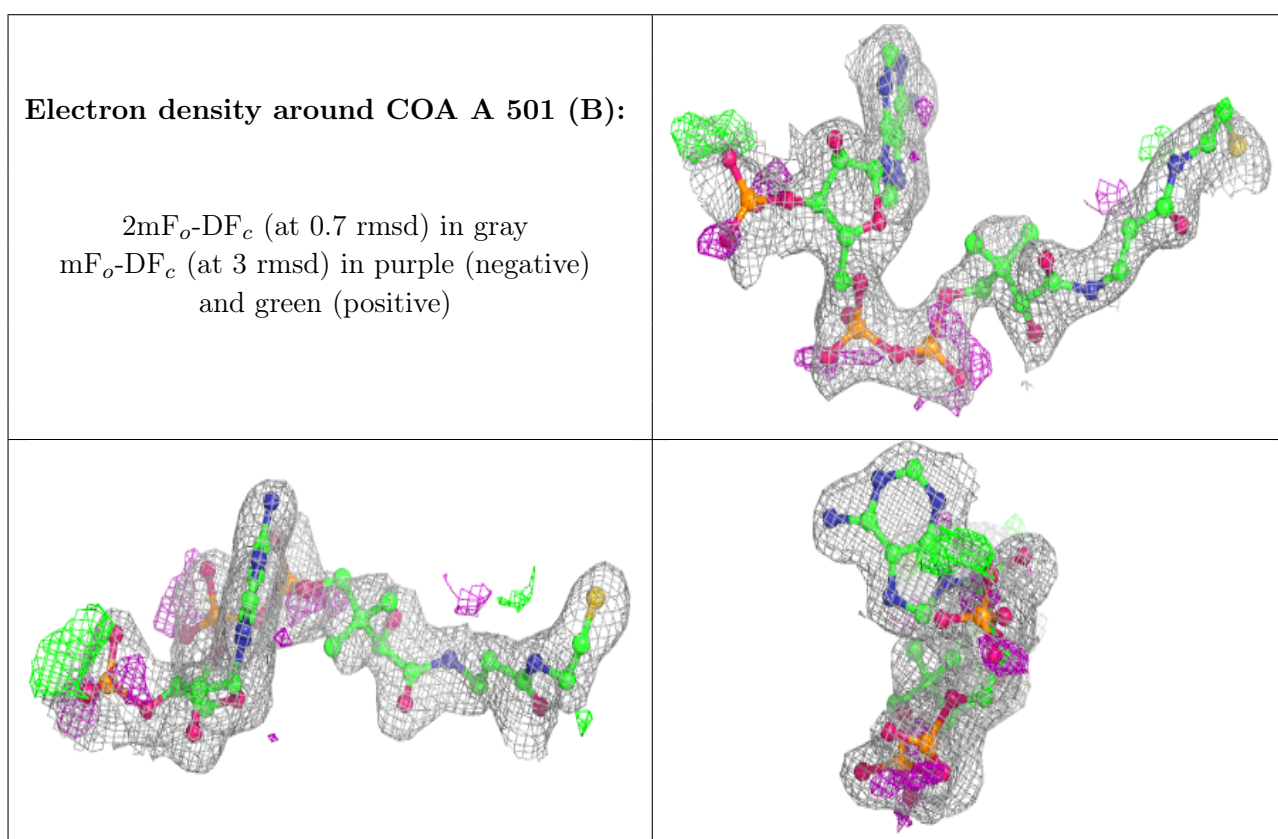 Electron density around COA A 501 (B):
2mFo-DFc (at 0.7 rmsd) in gray
mFo-DFc (at 3 rmsd) in purple (negative)
and green (positive)